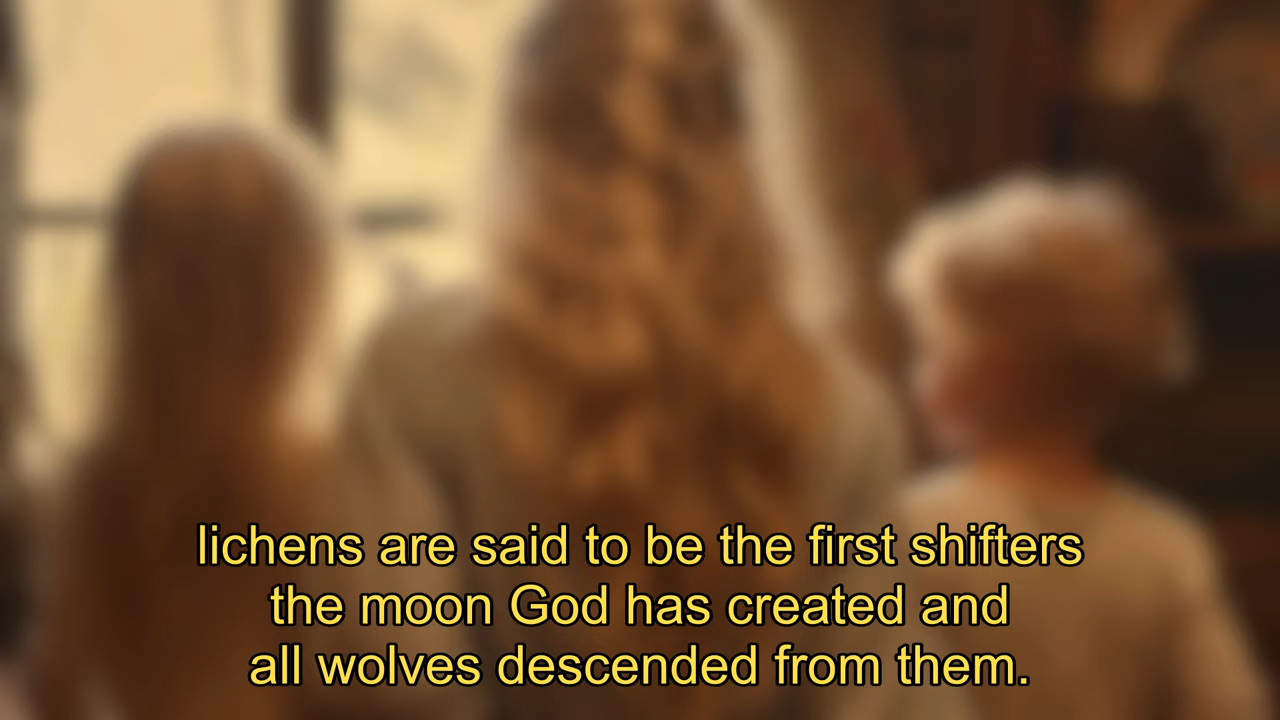 lichens are said to be the first shifters
the moon God has created and
all wolves descended from them.